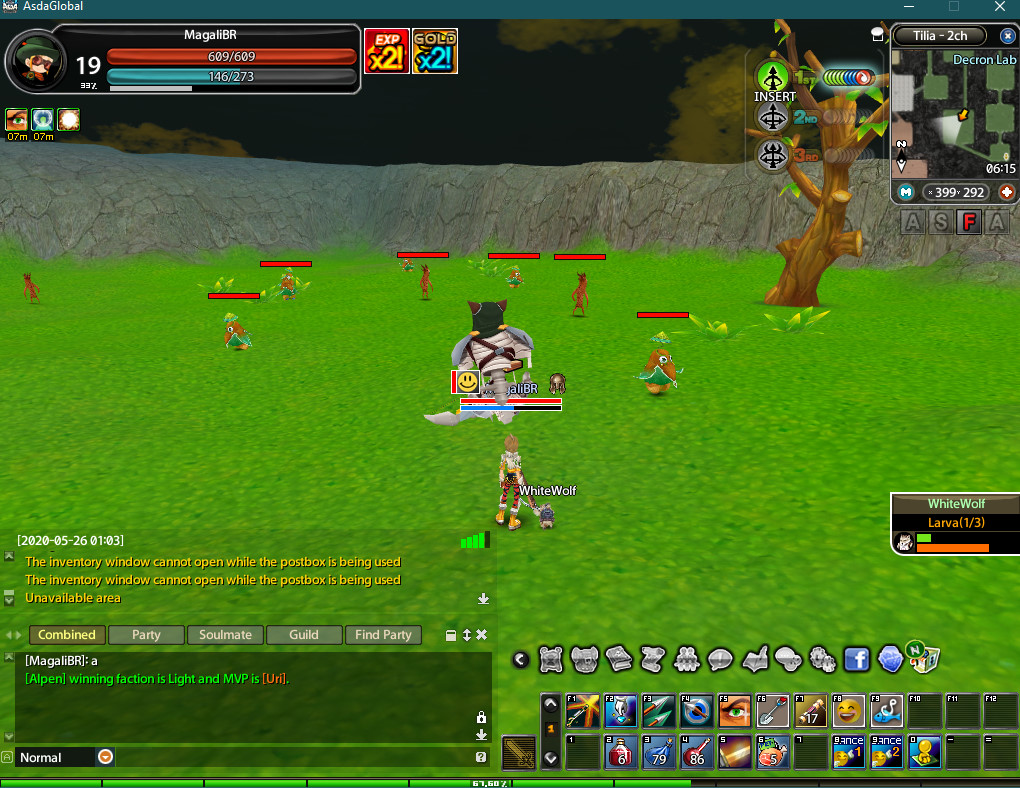 AsdaGlobal
MagaliBR
19
33%
609/609
146/273
EXP x2!
GOLD x2!
07m 07m
INSERT
1ST
2ND
3RD
Tilia - 2ch
Decron Lab
N
06:15
M
399 292
A S F A
MagaliBR
WhiteWolf
WhiteWolf
Larva(1/3)
[2020-05-26 01:03]
The inventory window cannot open while the postbox is being used
The inventory window cannot open while the postbox is being used
Unavailable area
Combined Party Soulmate Guild Find Party
[MagaliBR]: a
[Alpen] winning faction is Light and MVP is [Uri].
Normal
?
f
N
F1 F2 F3 F4 F5 F6 F7 F8 F9 F10 F11 F12
17
1
1 2 3 4 5 6 7 8 9 0 - =
6 79 86 5
67,60%